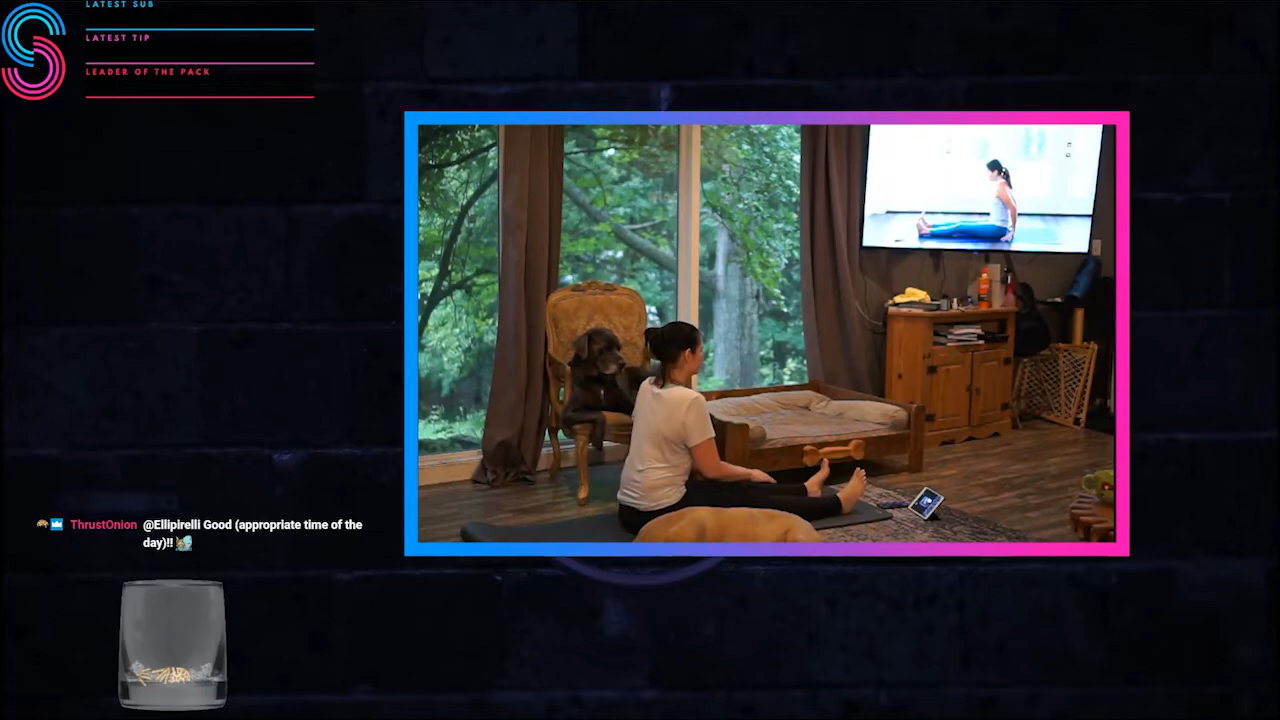 LATEST SUB
LATEST TIP
LEADER OF THE PACK
ThrustOnion @Ellipirelli Good (appropriate time of the
day)!!